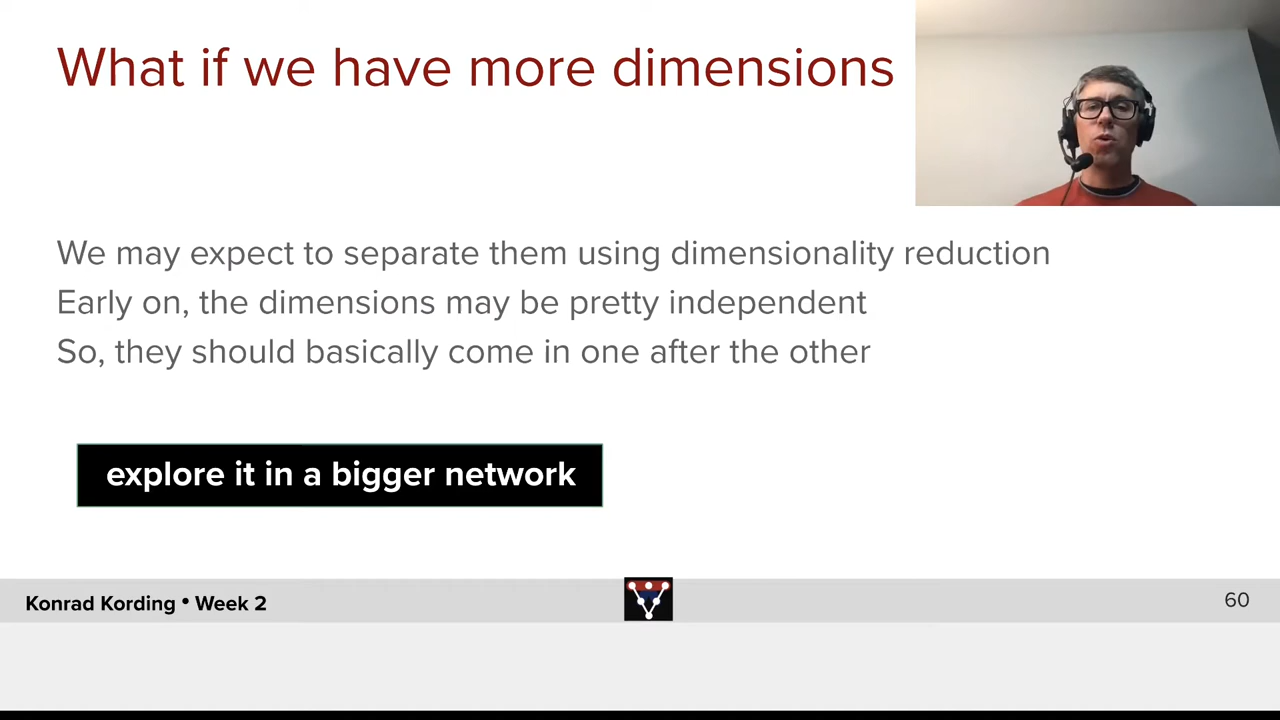 What if we have more dimensions
We may expect to separate them using dimensionality reduction
Early on, the dimensions may be pretty independent
So, they should basically come in one after the other
explore it in a bigger network
Konrad Kording • Week 2
60